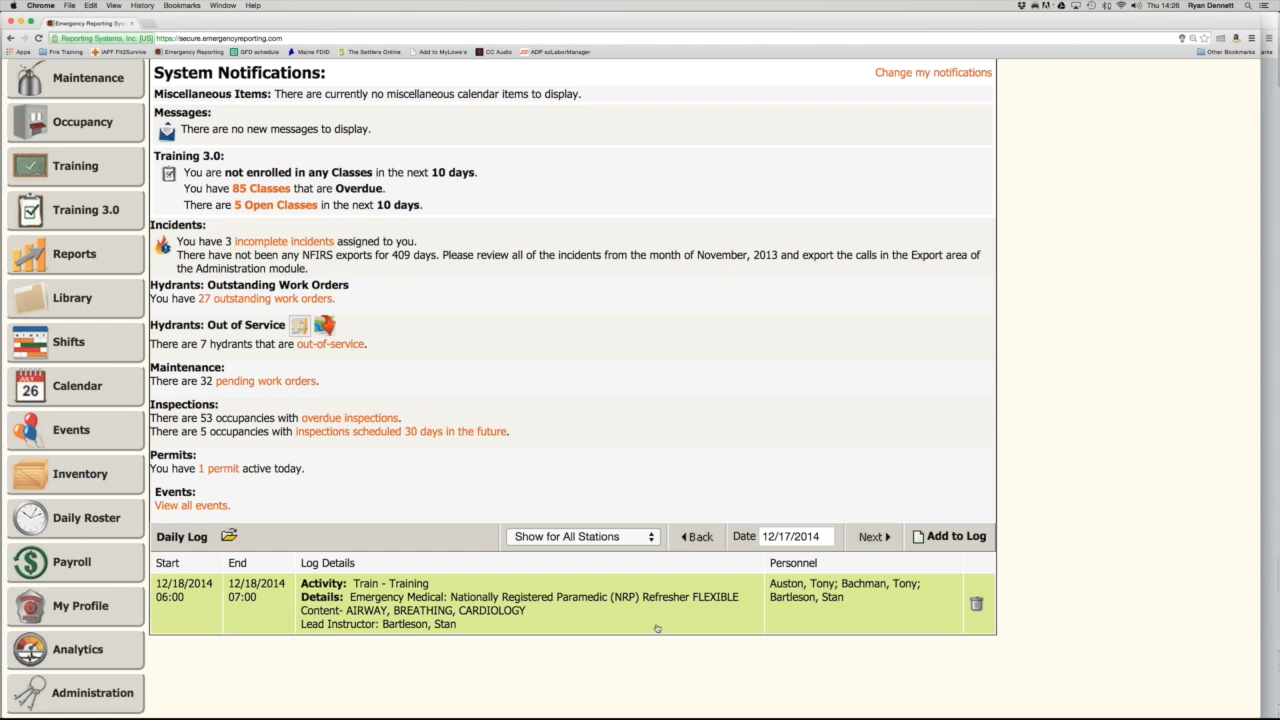 Chrome File Edit View History Bookmarks Window Help
Thu 14:26 Ryan Dennett
Emergency Reporting Sys
Reporting Systems, Inc. [US] https://secure.emergencyreporting.com
Apps Fire Training IAFF Fit2Survive Emergency Reporting GFD schedule Maine FDID The Settlers Online Add to MyLowe's CC Audio ADP ezLaborManager Other Bookmarks
Maintenance
Occupancy
Training
Training 3.0
Reports
Library
Shifts
JULY
26
Calendar
Events
Inventory
Daily Roster
Payroll
My Profile
Analytics
Administration
System Notifications:
Change my notifications
Miscellaneous Items: There are currently no miscellaneous calendar items to display.
Messages:
There are no new messages to display.
Training 3.0:
You are not enrolled in any Classes in the next 10 days.
You have 85 Classes that are Overdue.
There are 5 Open Classes in the next 10 days.
Incidents:
You have 3 incomplete incidents assigned to you.
There have not been any NFIRS exports for 409 days. Please review all of the incidents from the month of November, 2013 and export the calls in the Export area of
the Administration module.
Hydrants: Outstanding Work Orders
You have 27 outstanding work orders.
Hydrants: Out of Service
There are 7 hydrants that are out-of-service.
Maintenance:
There are 32 pending work orders.
Inspections:
There are 53 occupancies with overdue inspections.
There are 5 occupancies with inspections scheduled 30 days in the future.
Permits:
You have 1 permit active today.
Events:
View all events.
Daily Log Show for All Stations Back Date 12/17/2014 Next Add to Log
Start End Log Details Personnel
12/18/2014 12/18/2014 Activity: Train - Training Auston, Tony; Bachman, Tony;
06:00 07:00 Details: Emergency Medical: Nationally Registered Paramedic (NRP) Refresher FLEXIBLE Bartleson, Stan
Content- AIRWAY, BREATHING, CARDIOLOGY
Lead Instructor: Bartleson, Stan